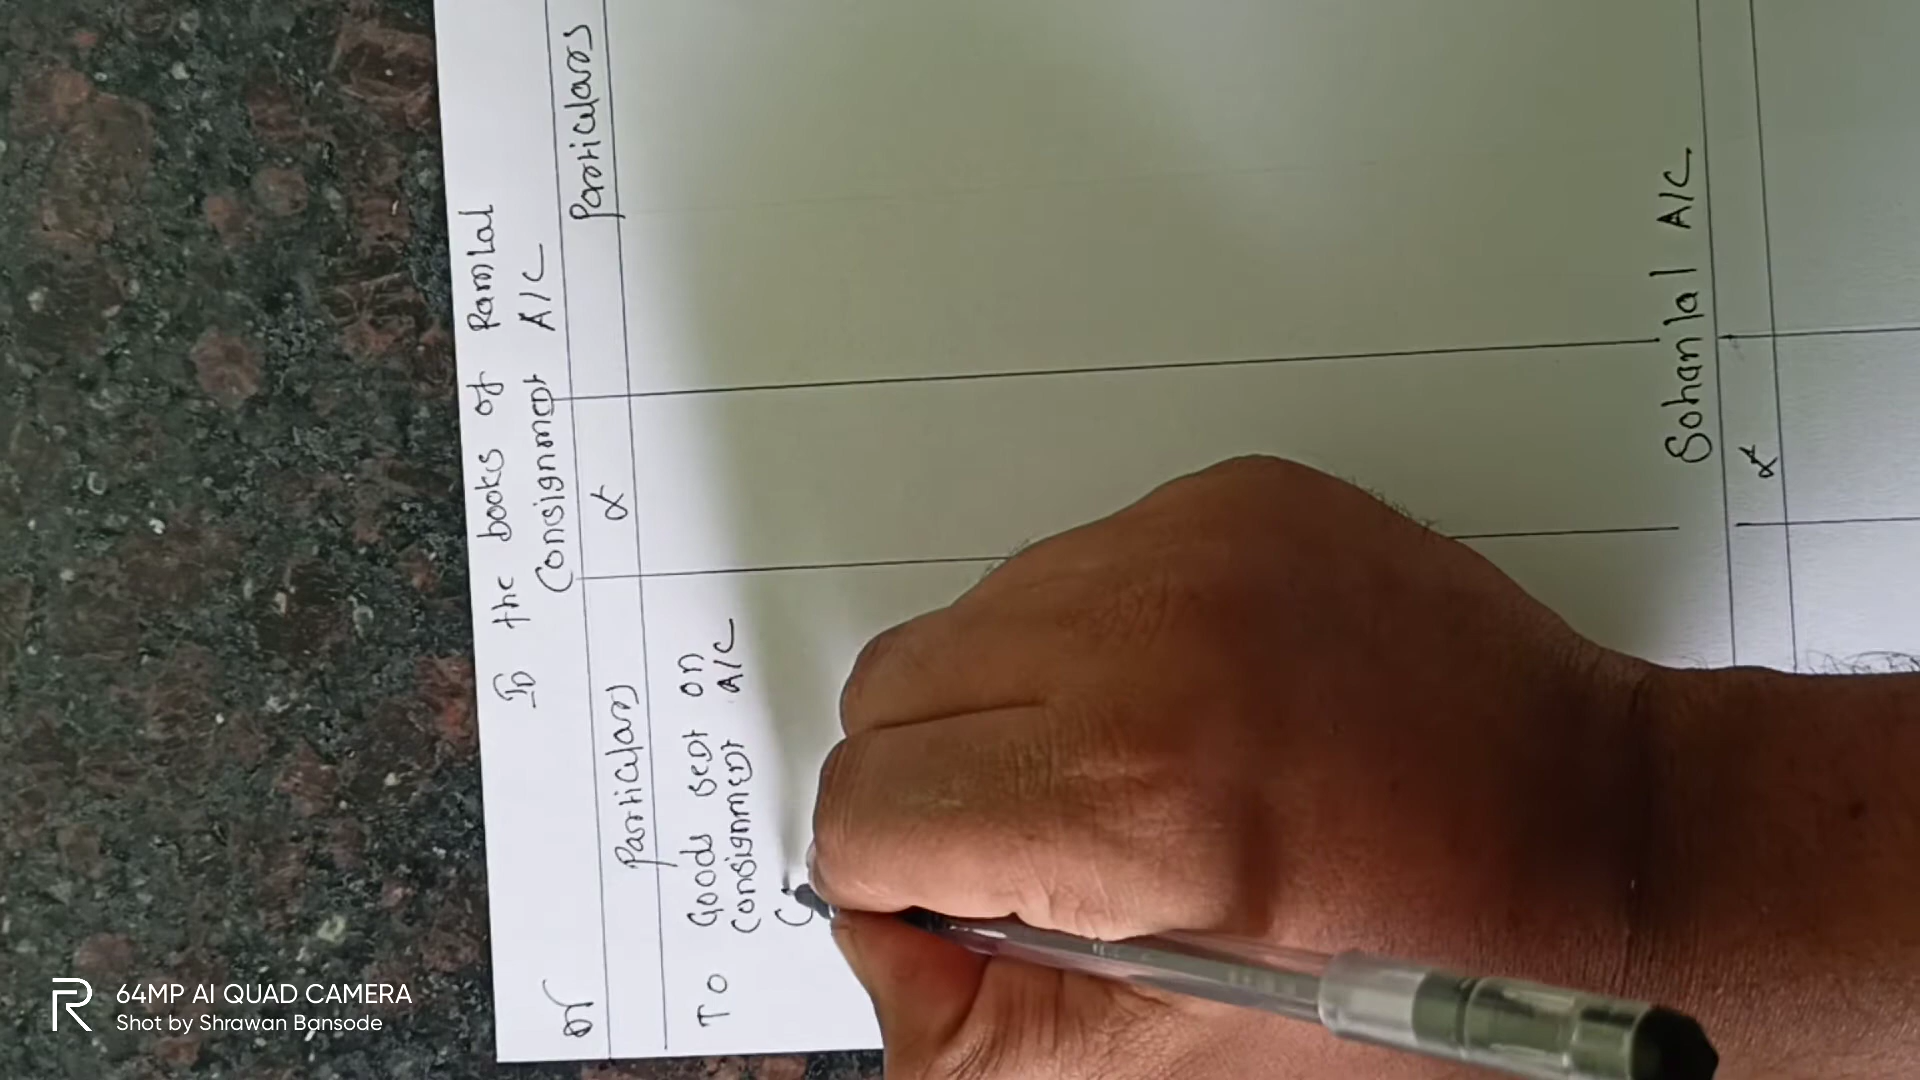 In the books of Ramlal
Consignment A/C
Dr
Particulars ₹ Particulars
To Goods sent on
Consignment A/C
C
Sohanlal A/C.
₹
R
64MP AI QUAD CAMERA
Shot by Shrawan Bansode